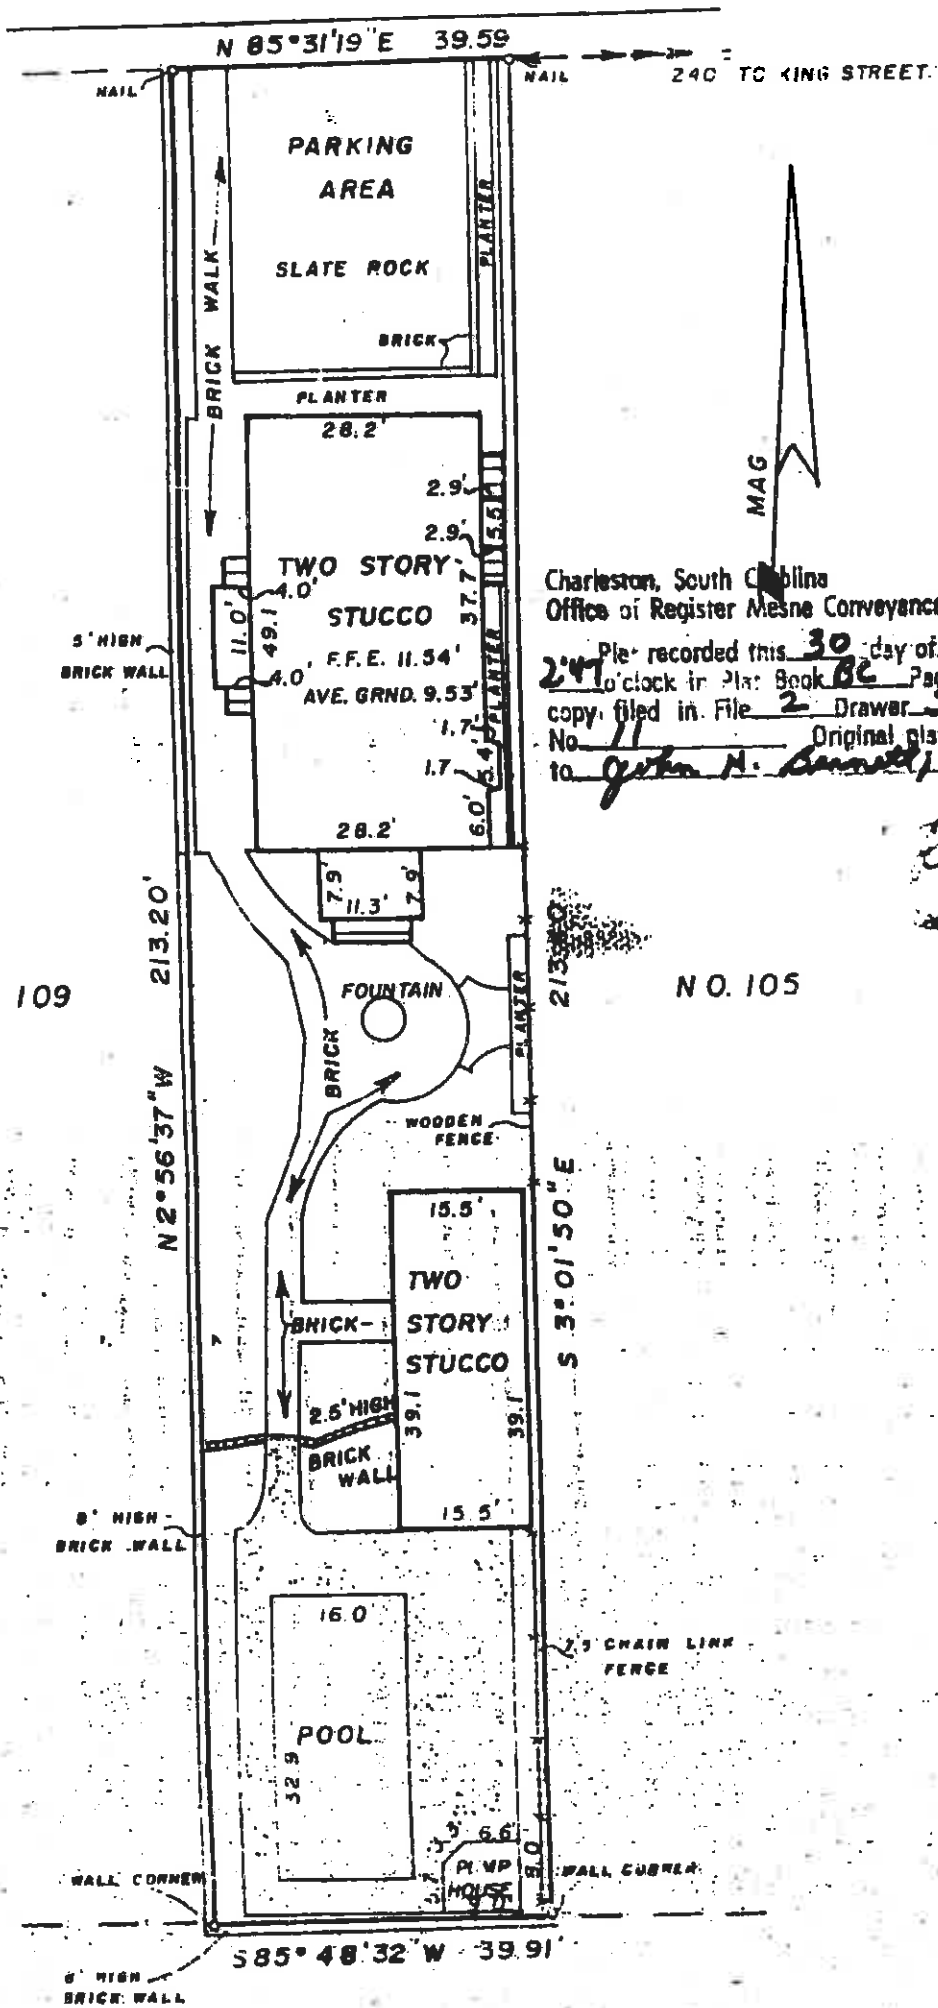 N 85°31'19"E 39.59
NAIL
NAIL
240 TO KING STREET.
PARKING
AREA
SLATE ROCK
PLANTER
BRICK WALK
BRICK
PLANTER
28.2'
2.9'
5.5'
2.9'
MAG
TWO STORY
STUCCO
F.F.E. 11.54'
AVE. GRND. 9.53'
4.0'
11.0'
49.1
4.0
37.7'
PLANTER
1.7'
5.4'
1.7
6.0'
28.2'
5' HIGH
BRICK WALL
Charleston, South
Office of Register Mesne Conveyance
recorded this 30 day of
2:47 o'clock in Plat Book BC
copy filed in File 2 Drawer
No. 11 Original plat
to John H. Bennett,
7.9'
11.3'
7.9'
213.20'
109
N 2°56'37"W
FOUNTAIN
BRICK
PLANTER
NO. 105
WOODEN
FENCE
S 3°01'50"E
15.5'
TWO
STORY
STUCCO
39.1
39.1
15.5'
BRICK
2.5' HIGH
BRICK
WALL
8' HIGH
BRICK WALL
16.0
POOL
32.9
CHAIN LINK
FENCE
6.6'
PUMP
HOUSE
WALL CORNER
WALL CORNER
S85°48'32"W 39.91'
HIGH
BRICK WALL